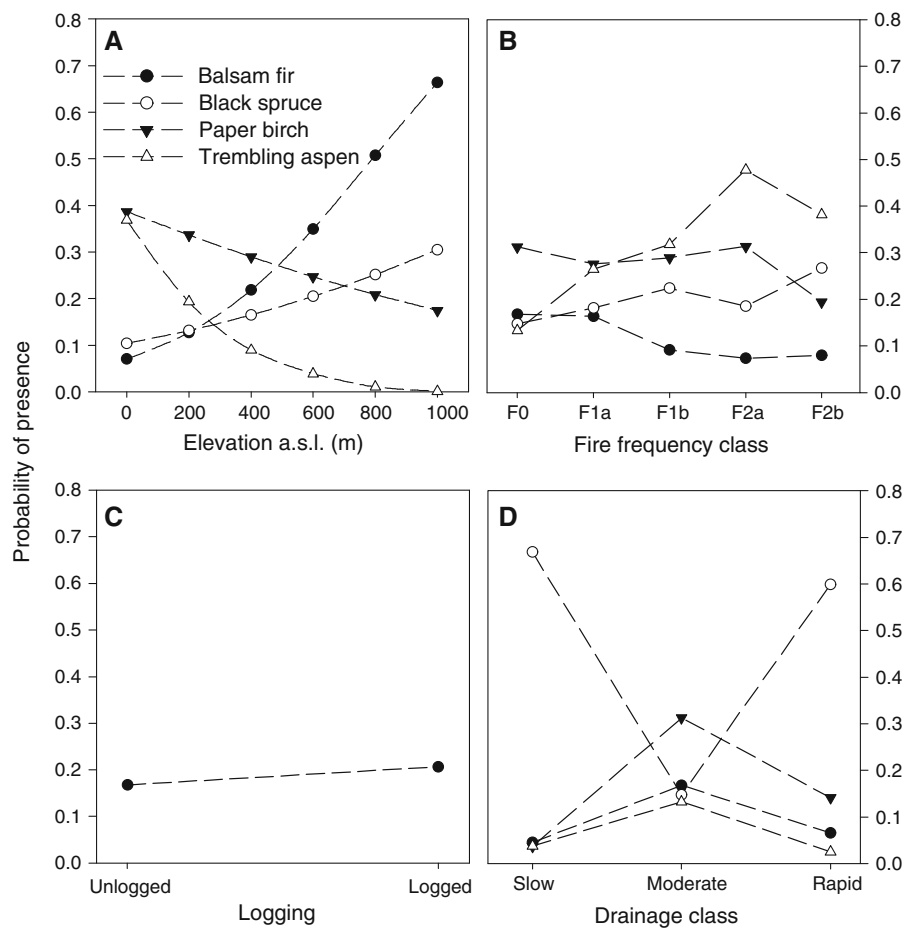 Probability of presence
A
0.8
0.7
0.6
0.5
0.4
0.3
0.2
0.1
0.0
Balsam fir
Black spruce
Paper birch
Trembling aspen
0 200 400 600 800 1000
Elevation a.s.l. (m)
B
0.8
0.7
0.6
0.5
0.4
0.3
0.2
0.1
0.0
F0 F1a F1b F2a F2b
Fire frequency class
C
0.8
0.7
0.6
0.5
0.4
0.3
0.2
0.1
0.0
Unlogged Logged
Logging
D
0.8
0.7
0.6
0.5
0.4
0.3
0.2
0.1
0.0
Slow Moderate Rapid
Drainage class